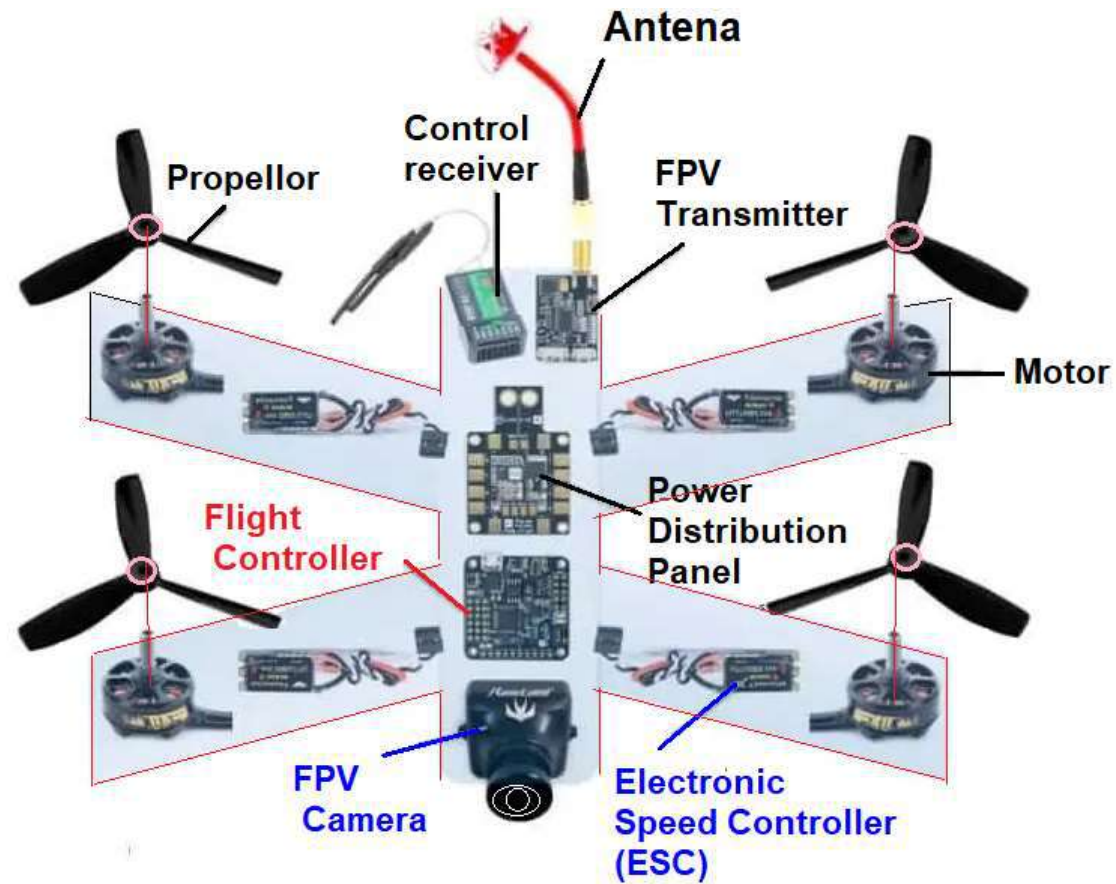 Antena
Control
receiver
FPV
Transmitter
Propellor
Motor
Power
Distribution
Panel
Flight
Controller
FPV
Camera
Electronic
Speed Controller
(ESC)